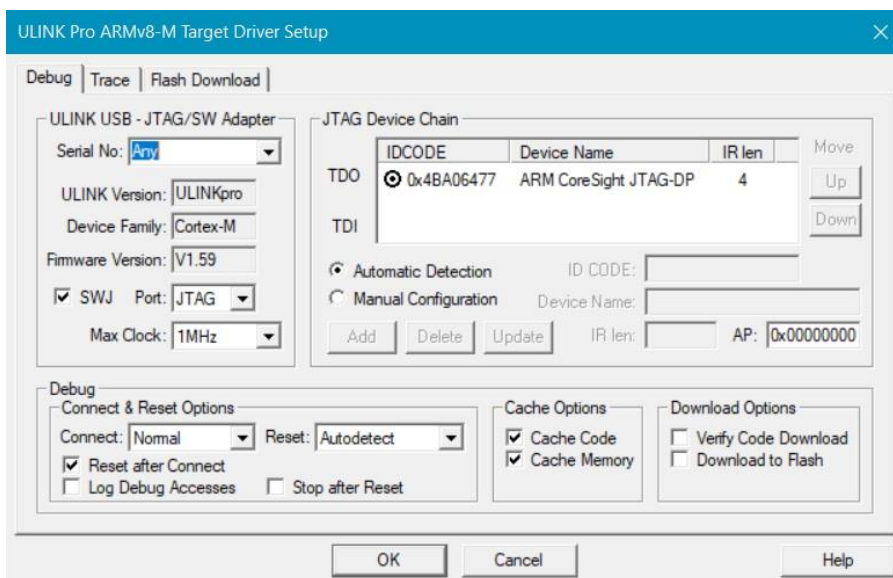 ULINK Pro ARMv8-M Target Driver Setup
Debug Trace Flash Download
ULINK USB - JTAG/SW Adapter
Serial No: Any
ULINK Version: ULINKpro
Device Family: Cortex-M
Firmware Version: V1.59
SWJ Port: JTAG
Max Clock: 1MHz
JTAG Device Chain
IDCODE Device Name IR len
TDO 0x4BA06477 ARM CoreSight JTAG-DP 4
TDI
Move
Up
Down
Automatic Detection ID CODE:
Manual Configuration Device Name:
Add Delete Update IR len: AP: 0x00000000
Debug
Connect & Reset Options
Connect: Normal Reset: Autodetect
Reset after Connect
Log Debug Accesses Stop after Reset
Cache Options
Cache Code
Cache Memory
Download Options
Verify Code Download
Download to Flash
OK Cancel Help